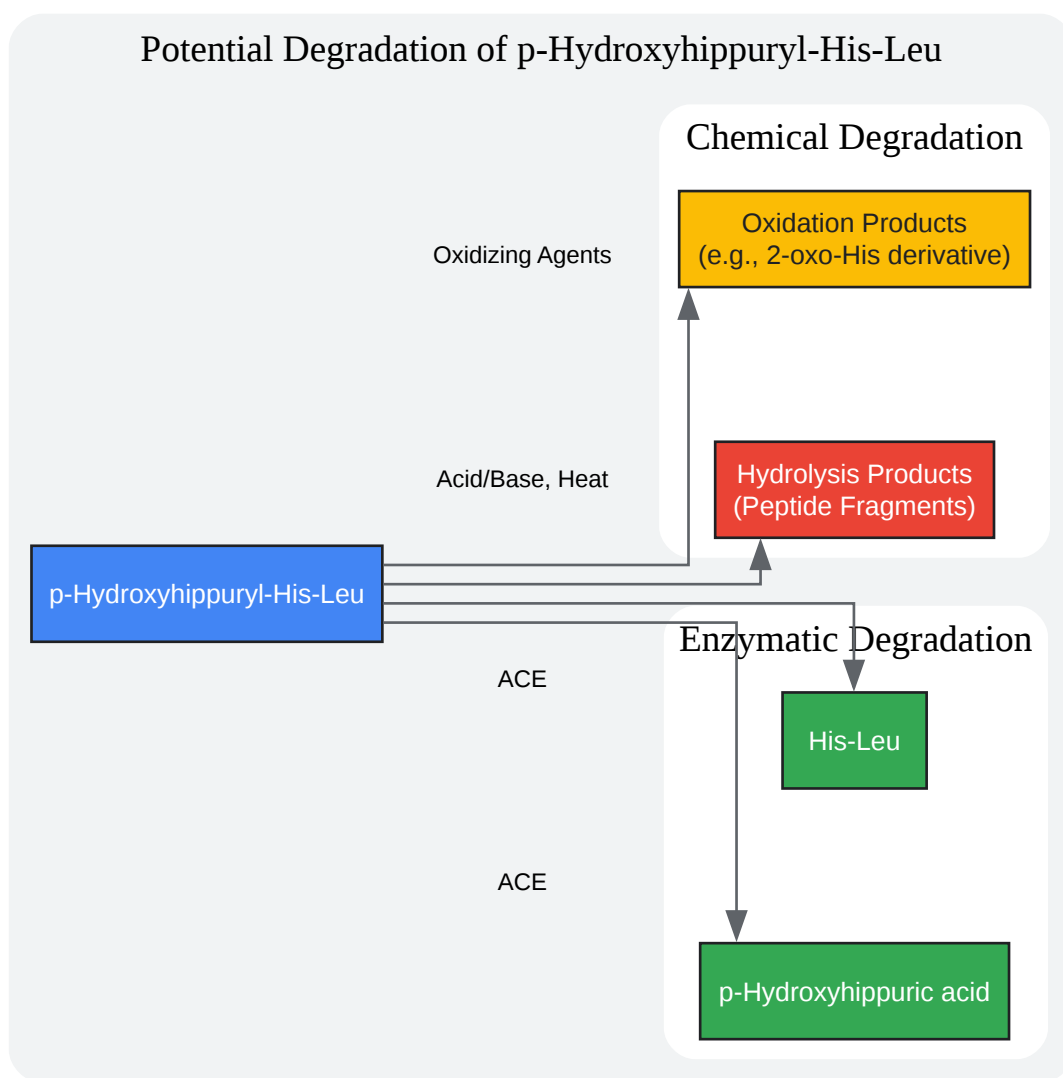 Potential Degradation of p-Hydroxyhippuryl-His-Leu
Chemical Degradation
Oxidation Products
(e.g., 2-oxo-His derivative)
Oxidizing Agents
Hydrolysis Products
(Peptide Fragments)
Acid/Base, Heat
p-Hydroxyhippuryl-His-Leu
Enzymatic Degradation
ACE
His-Leu
ACE
p-Hydroxyhippuric acid